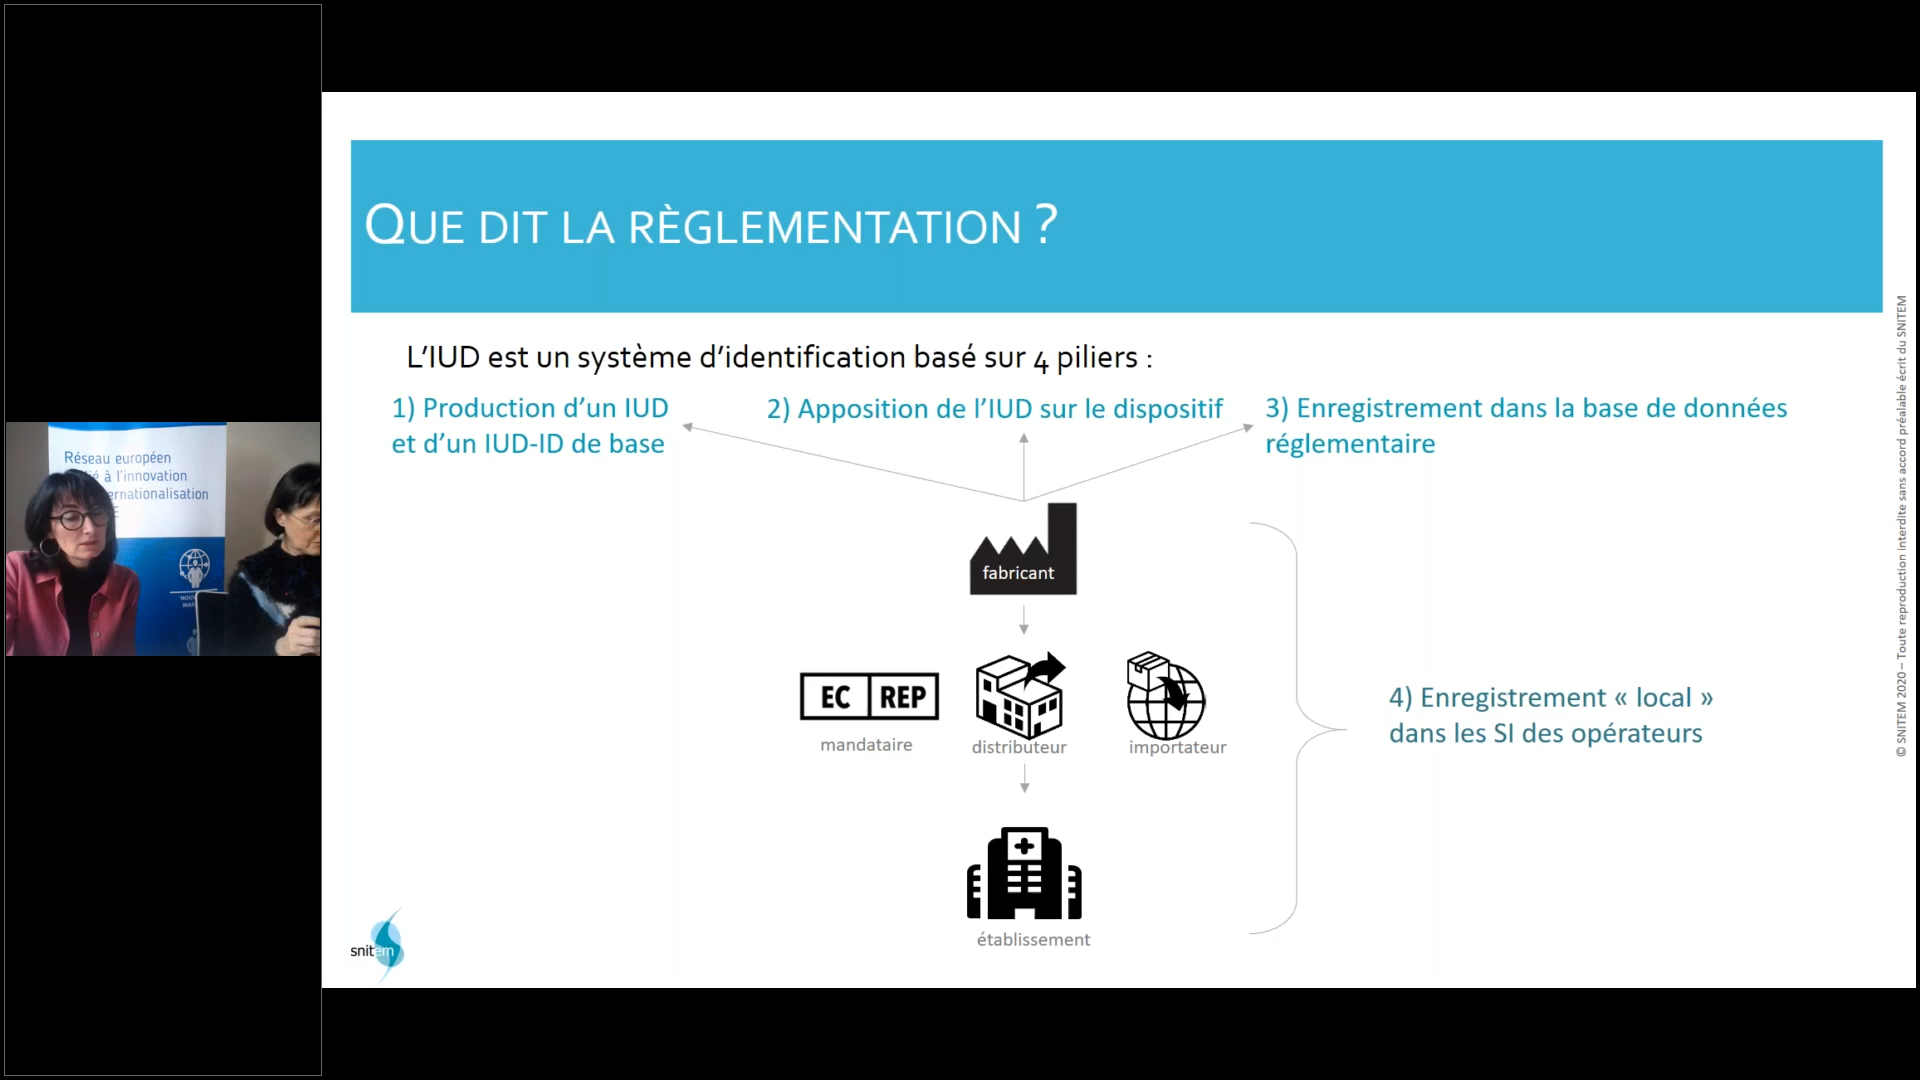 QUE DIT LA RÈGLEMENTATION ?
L'IUD est un système d'identification basé sur 4 piliers :
1) Production d'un IUD
et d'un IUD-ID de base
2) Apposition de l'IUD sur le dispositif
3) Enregistrement dans la base de données
réglementaire
fabricant
EC REP
mandataire
distributeur
importateur
4) Enregistrement « local »
dans les SI des opérateurs
établissement
snitem
© SNITEM 2020 – Toute reproduction interdite sans accord préalable écrit du SNITEM
Réseau européen
à l'innovation
ernationalisation